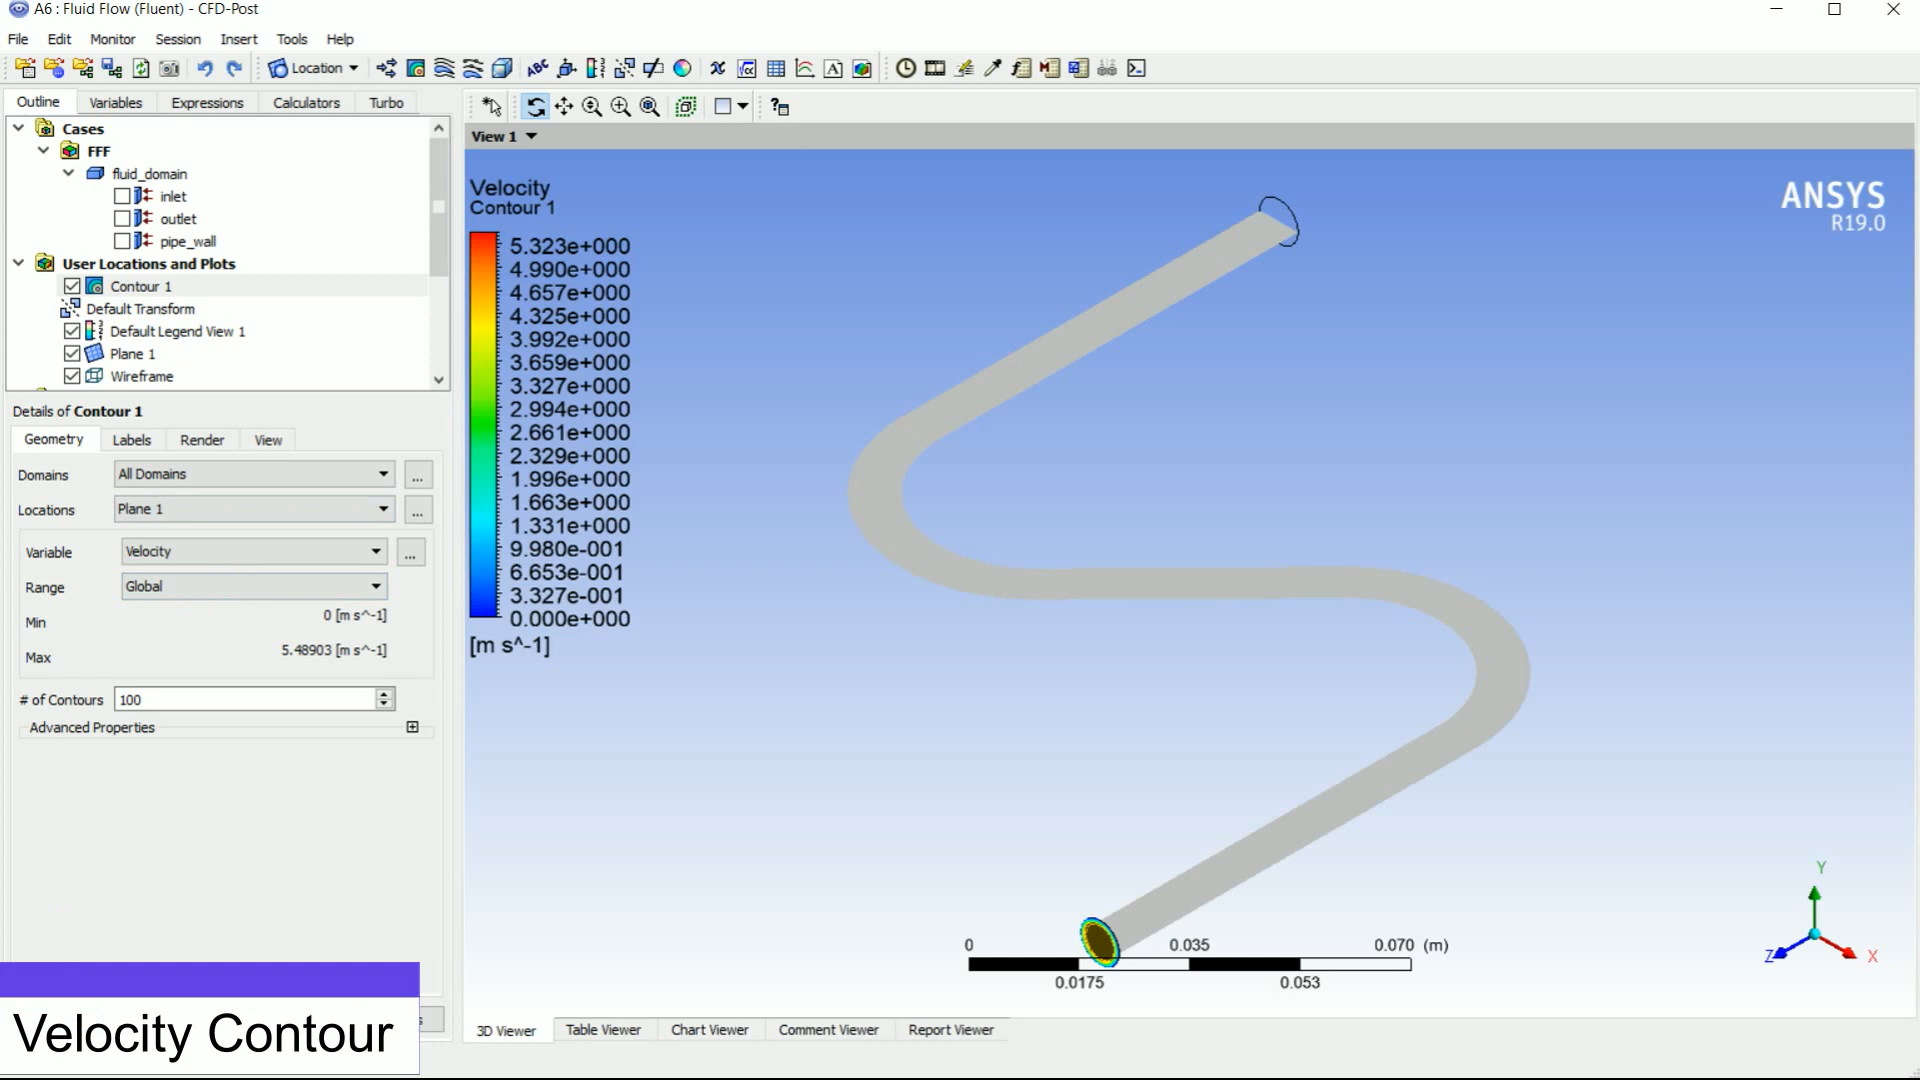 A6 : Fluid Flow (Fluent) - CFD-Post
File Edit Monitor Session Insert Tools Help
Location
Outline Variables Expressions Calculators Turbo
Cases
FFF
fluid_domain
inlet
outlet
pipe_wall
User Locations and Plots
Contour 1
Default Transform
Default Legend View 1
Plane 1
Wireframe
Details of Contour 1
Geometry Labels Render View
Domains All Domains ...
Locations Plane 1 ...
Variable Velocity ...
Range Global
Min 0 [m s^-1]
Max 5.48903 [m s^-1]
# of Contours 100
Advanced Properties
Velocity Contour
View 1
Velocity
Contour 1
5.323e+000
4.990e+000
4.657e+000
4.325e+000
3.992e+000
3.659e+000
3.327e+000
2.994e+000
2.661e+000
2.329e+000
1.996e+000
1.663e+000
1.331e+000
9.980e-001
6.653e-001
3.327e-001
0.000e+000
[m s^-1]
ANSYS
R19.0
Y
Z X
0 0.035 0.070 (m)
0.0175 0.053
3D Viewer Table Viewer Chart Viewer Comment Viewer Report Viewer